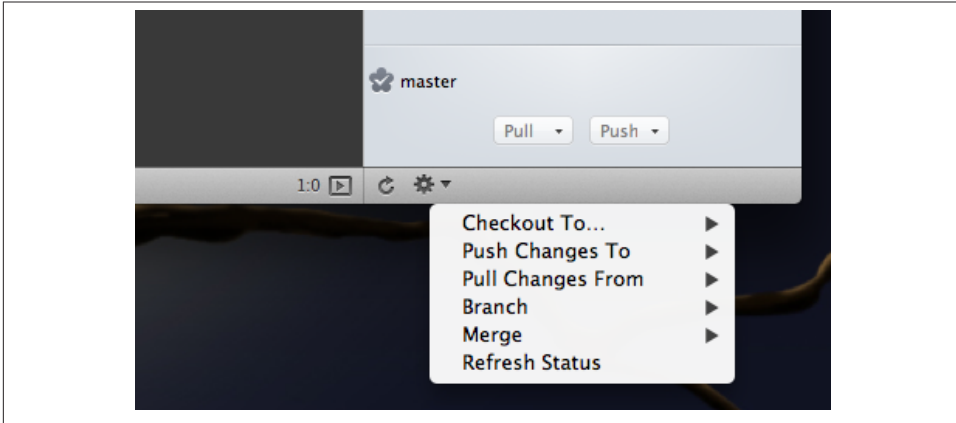 master
Pull Push
1:0
Checkout To...
Push Changes To
Pull Changes From
Branch
Merge
Refresh Status